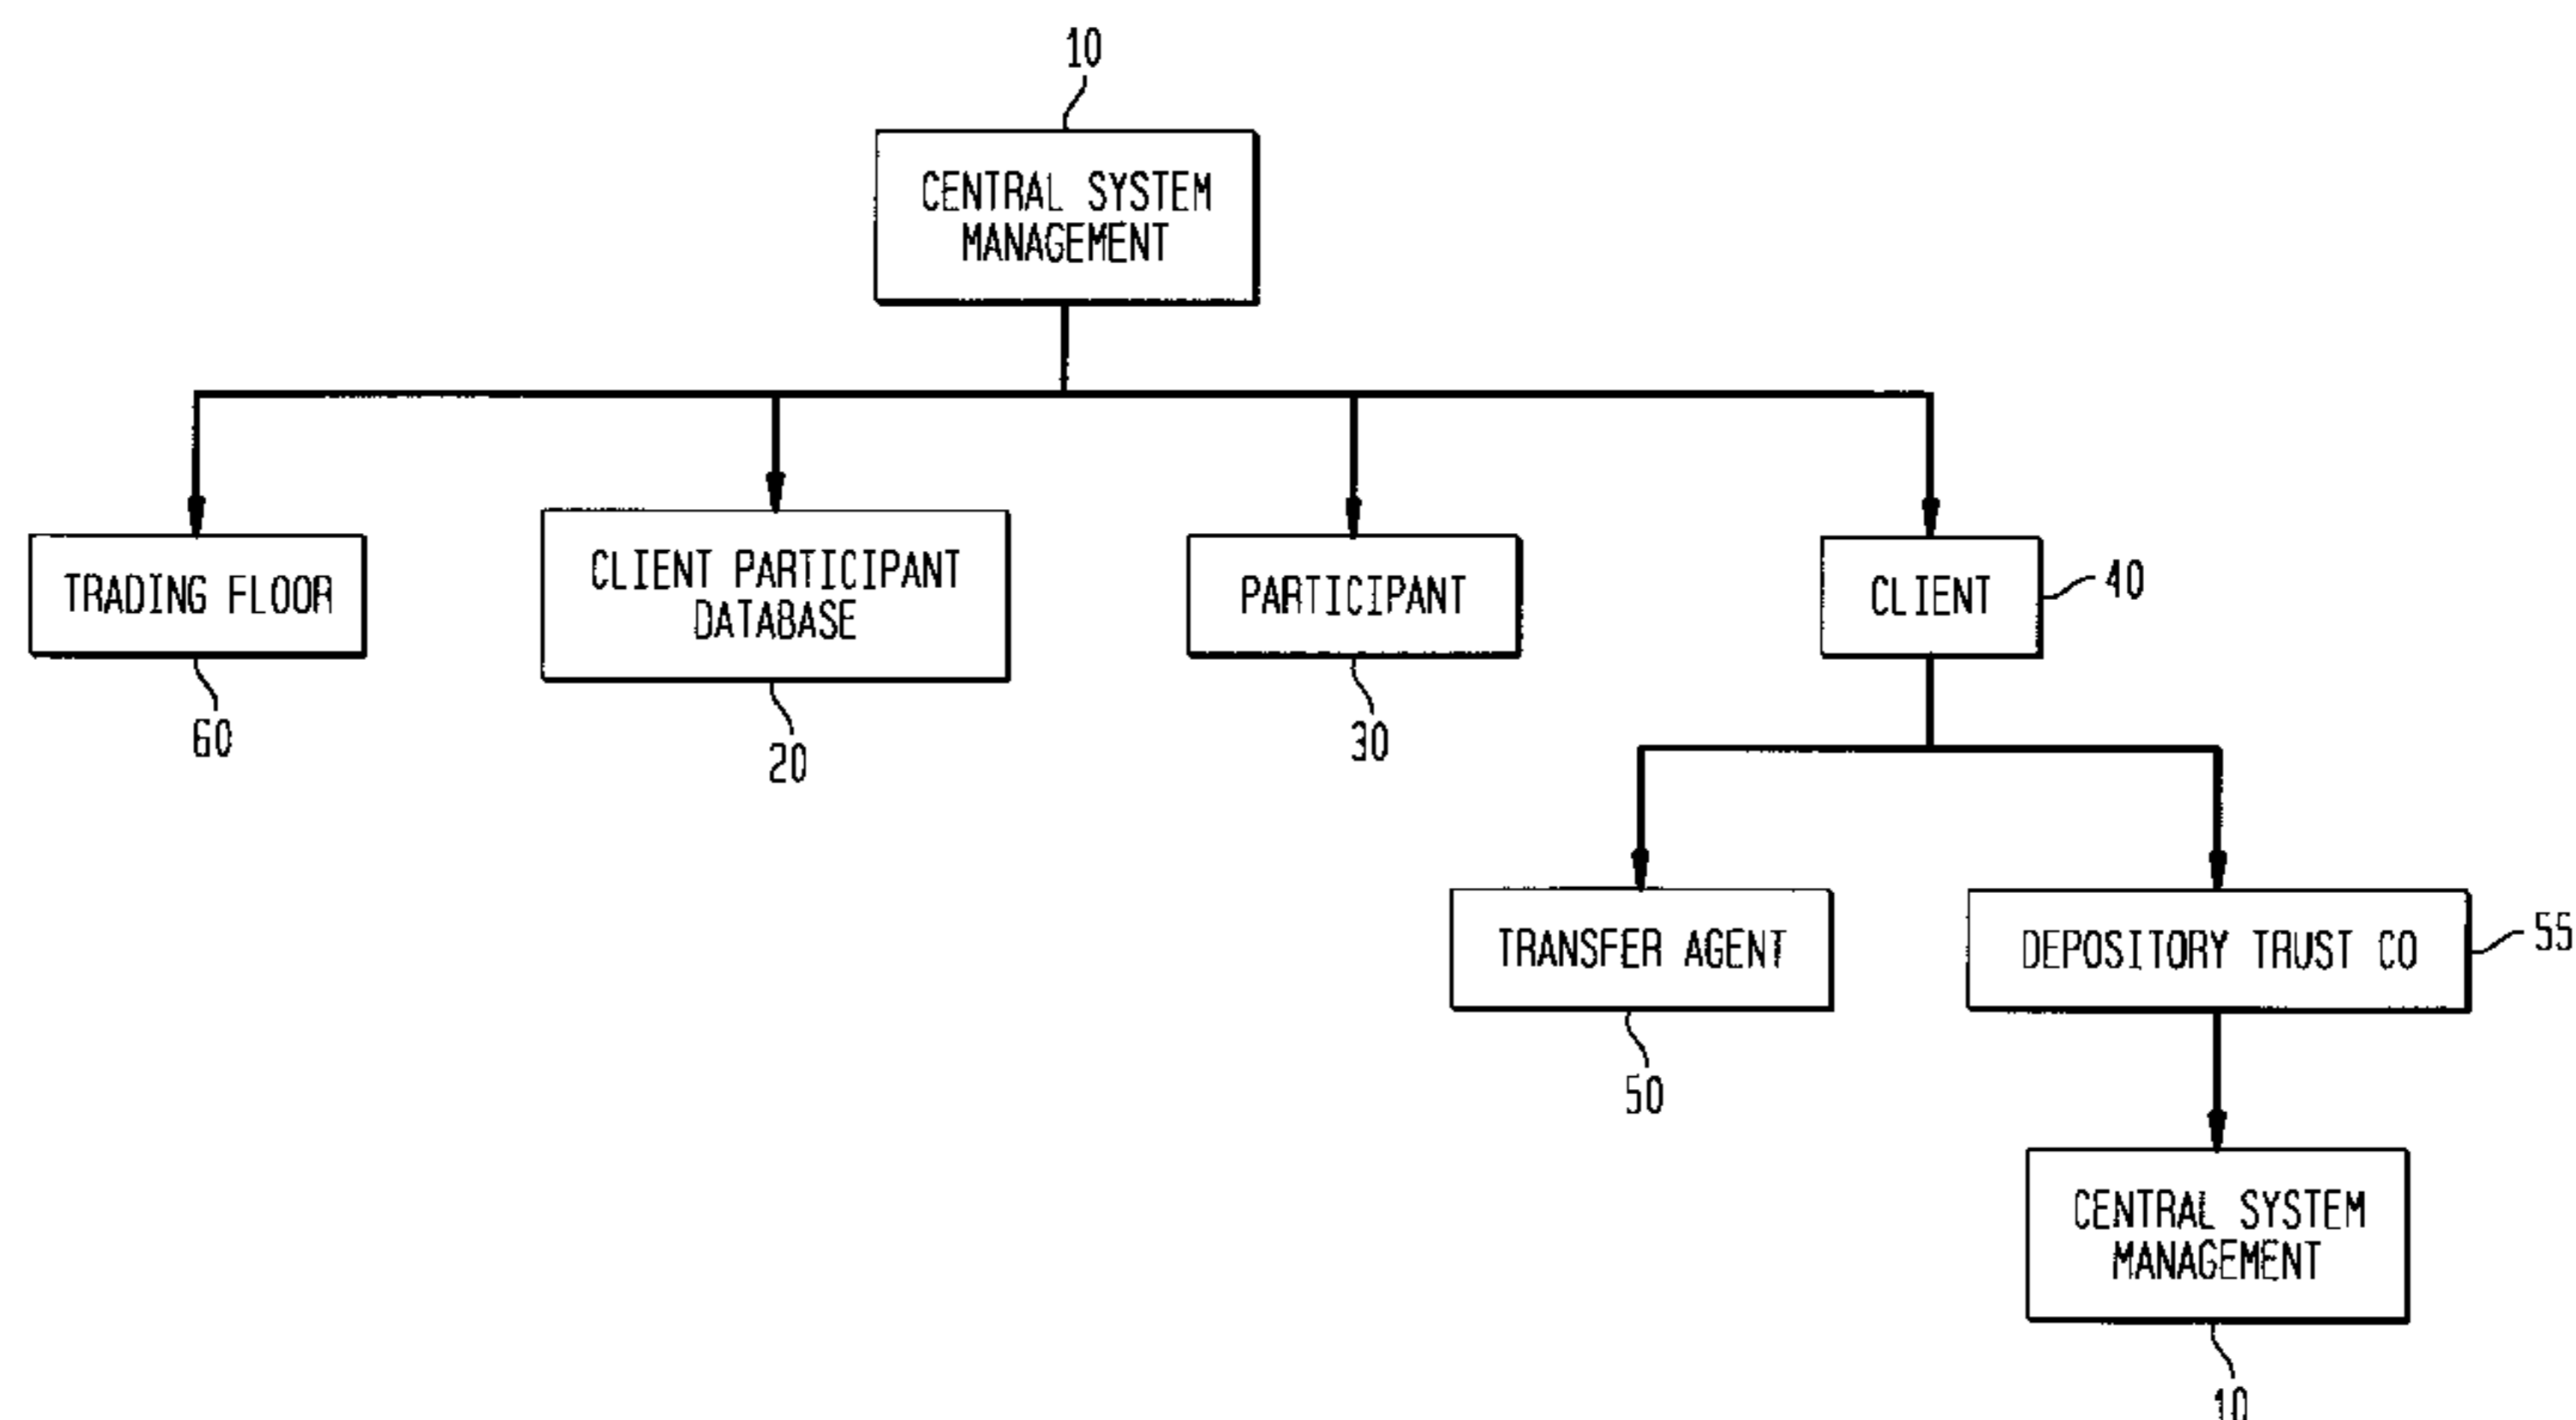 10
CENTRAL SYSTEM
MANAGEMENT
TRADING FLOOR
60
CLIENT PARTICIPANT
DATABASE
20
PARTICIPANT
30
CLIENT
40
TRANSFER AGENT
50
DEPOSITORY TRUST CO
55
CENTRAL SYSTEM
MANAGEMENT
10